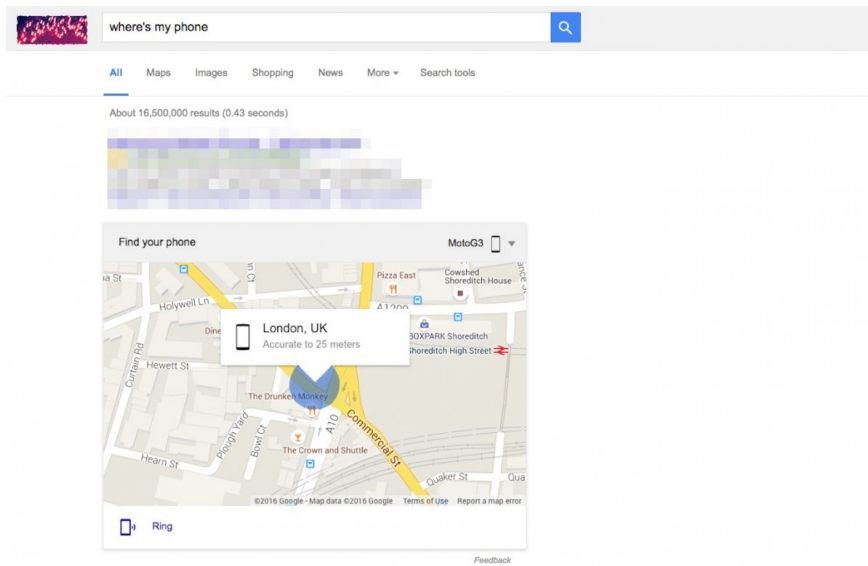 where's my phone
All Maps Images Shopping News More Search tools
About 16,500,000 results (0.43 seconds)
Find your phone MotoG3
London, UK
Accurate to 25 meters
Pizza East
Cowshed
Shoreditch House
Holywell Ln
A1200
Dine
BOXPARK Shoreditch
Shoreditch High Street
Curtain Rd
Hewett St
The Drunken Monkey
Plough Yard
Bowl Ct
A10
Commercial St
The Crown and Shuttle
Hearn St
Quaker St
Qua
©2016 Google - Map data ©2016 Google Terms of Use Report a map error
Ring
Feedback